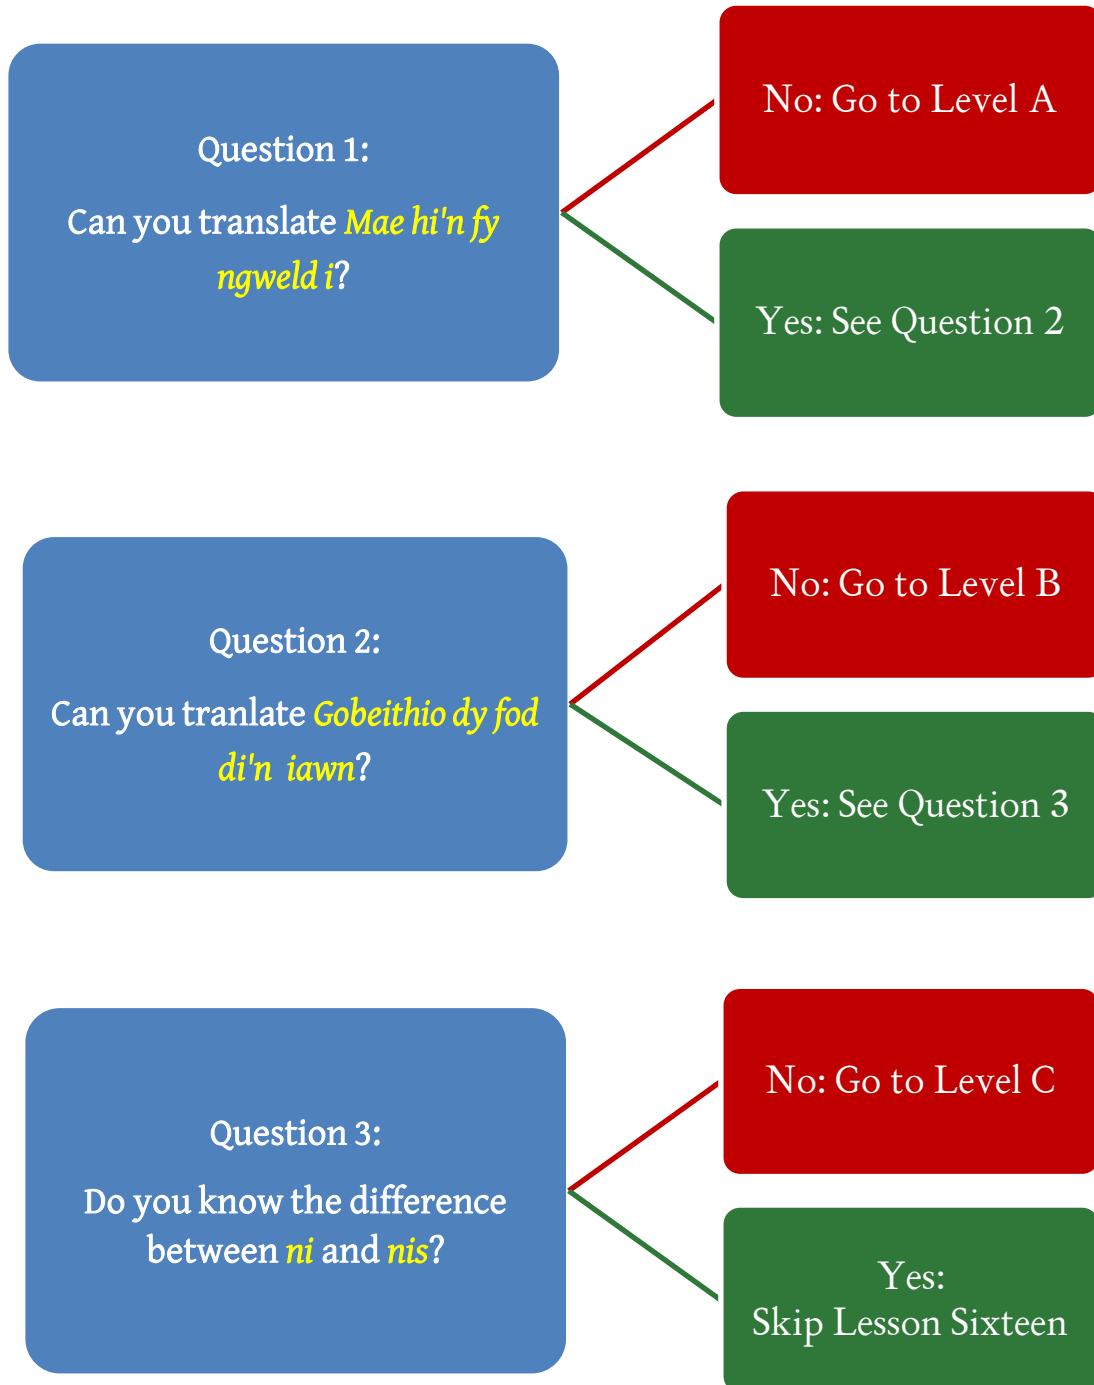 Question 1:
Can you translate Mae hi'n fy
ngweld i?
No: Go to Level A
Yes: See Question 2
Question 2:
Can you tranlate Gobeithio dy fod
di'n  iawn?
No: Go to Level B
Yes: See Question 3
Question 3:
Do you know the difference
between ni and nis?
No: Go to Level C
Yes:
Skip Lesson Sixteen